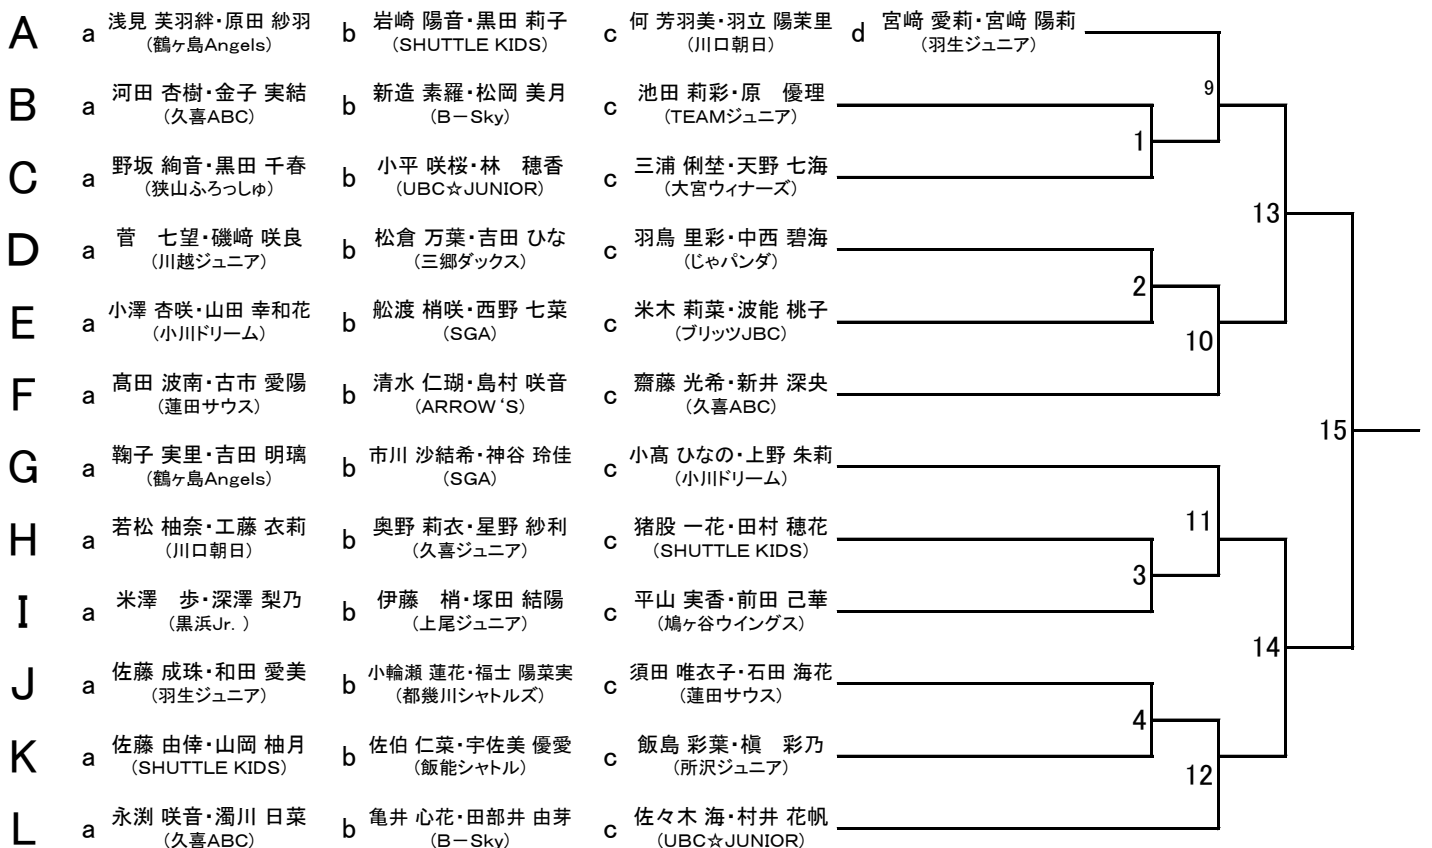 A a 浅見 芙羽絆・原田 紗羽 b 岩崎 陽音・黒田 莉子 c 何 芳羽美・羽立 陽茉里 d 宮﨑 愛莉・宮﨑 陽莉
(鶴ヶ島Angels) (SHUTTLE KIDS) (川口朝日) (羽生ジュニア)
9
B a 河田 杏樹・金子 実結 b 新造 素羅・松岡 美月 c 池田 莉彩・原　優理
(久喜ABC) (B－Sky) (TEAMジュニア)
1
C a 野坂 絢音・黒田 千春 b 小平 咲桜・林　穂香 c 三浦 俐埜・天野 七海
(狭山ふろっしゅ) (UBC☆JUNIOR) (大宮ウィナーズ)
13
D a 菅　七望・磯﨑 咲良 b 松倉 万葉・吉田 ひな c 羽鳥 里彩・中西 碧海
(川越ジュニア) (三郷ダックス) (じゃパンダ)
2
E a 小澤 杏咲・山田 幸和花 b 舩渡 梢咲・西野 七菜 c 米木 莉菜・波能 桃子
(小川ドリーム) (SGA) (ブリッツJBC)
10
F a 髙田 波南・古市 愛陽 b 清水 仁瑚・島村 咲音 c 齋藤 光希・新井 深央
(蓮田サウス) (ARROW‘S) (久喜ABC)
15
G a 鞠子 実里・吉田 明璃 b 市川 沙結希・神谷 玲佳 c 小髙 ひなの・上野 朱莉
(鶴ヶ島Angels) (SGA) (小川ドリーム)
11
H a 若松 柚奈・工藤 衣莉 b 奥野 莉衣・星野 紗利 c 猪股 一花・田村 穂花
(川口朝日) (久喜ジュニア) (SHUTTLE KIDS)
3
I a 米澤　歩・深澤 梨乃 b 伊藤　梢・塚田 結陽 c 平山 実香・前田 己華
(黒浜Jr．) (上尾ジュニア) (鳩ヶ谷ウイングス)
14
J a 佐藤 成珠・和田 愛美 b 小輪瀬 蓮花・福士 陽菜実 c 須田 唯衣子・石田 海花
(羽生ジュニア) (都幾川シャトルズ) (蓮田サウス)
4
K a 佐藤 由倖・山岡 柚月 b 佐伯 仁菜・宇佐美 優愛 c 飯島 彩葉・槇　彩乃
(SHUTTLE KIDS) (飯能シャトル) (所沢ジュニア)
12
L a 永渕 咲音・濁川 日菜 b 亀井 心花・田部井 由芽 c 佐々木 海・村井 花帆
(久喜ABC) (B－Sky) (UBC☆JUNIOR)